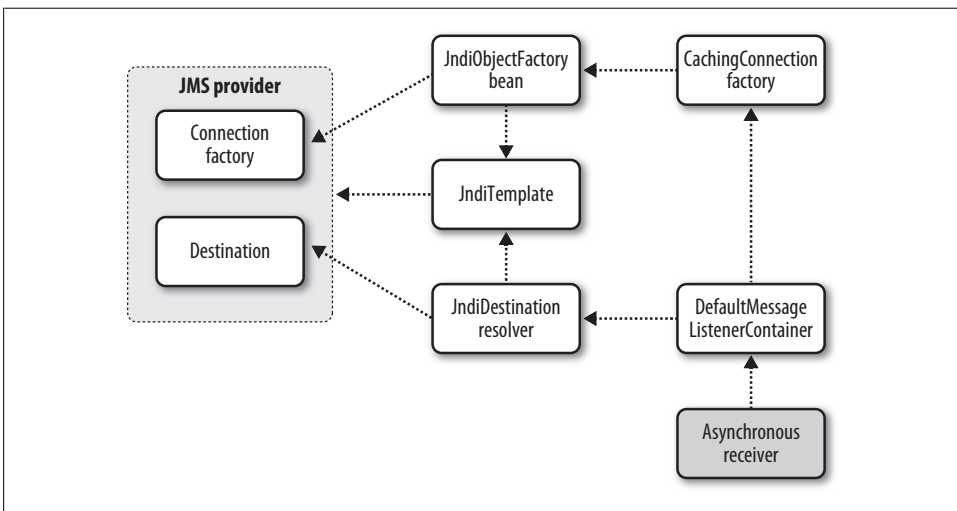 JMS provider
Connection
factory
Destination
JndiObjectFactory
bean
JndiTemplate
JndiDestination
resolver
CachingConnection
factory
DefaultMessage
ListenerContainer
Asynchronous
receiver